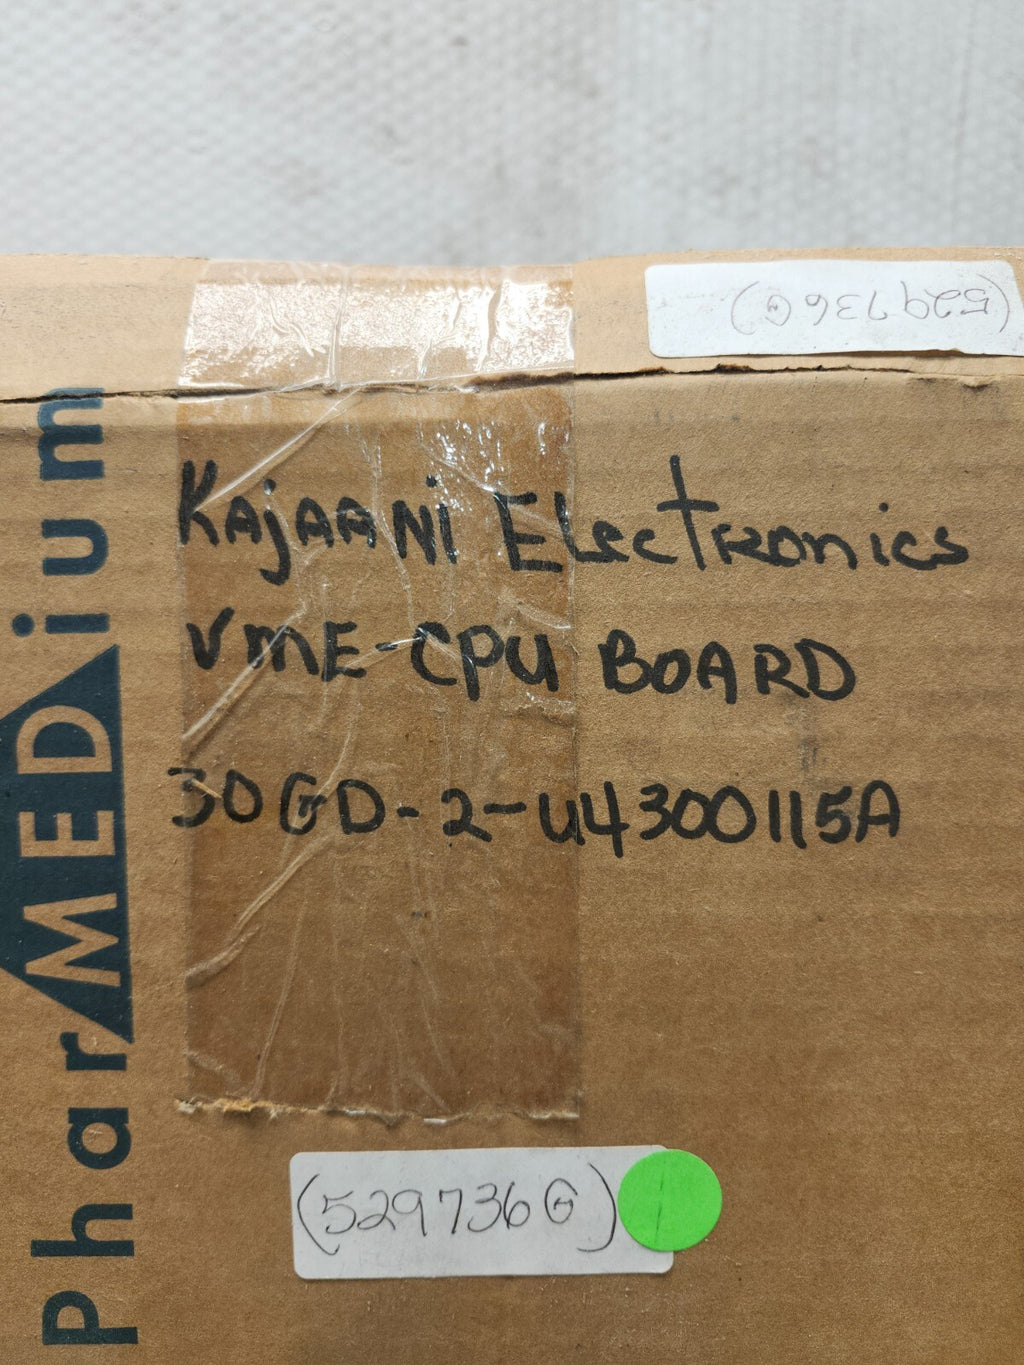 (529736G)
KAjAANi ElecTRonics
VME-CPU BOARD
30GD-2-U4300115A
PharMEDium
(529736G)